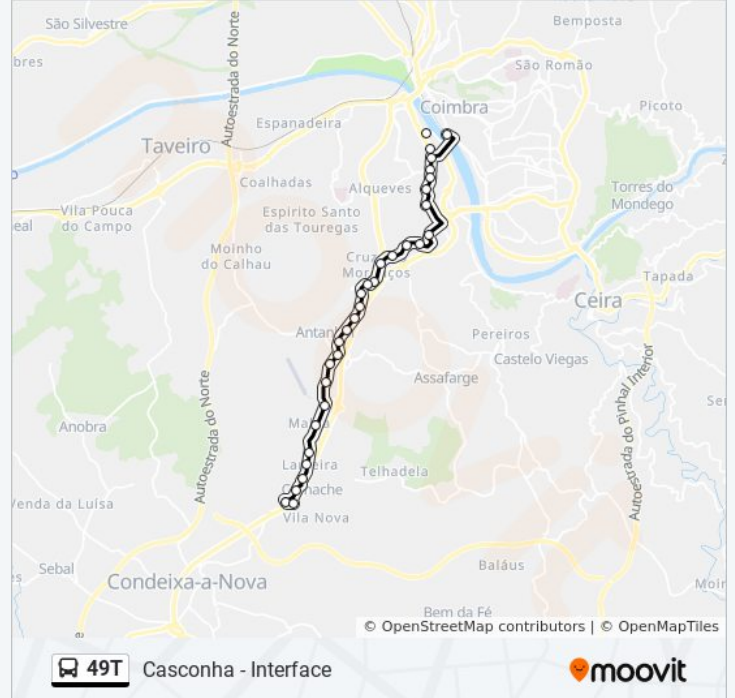 São Silvestre
Bemposta
bres
São Romão
Autoestrada do Norte
Coimbra
Picoto
Espanadeira
Taveiro
Coalhadas
Alqueves
Torres do
Mondego
Vila Pouca
do Campo
eal
Espirito Santo
das Touregas
Moinho
do Calhau
Tapada
Ceira
Pereiros
Castelo Viegas
Assafarge
Autoestrada do Pinhal Interior
Autoestrada do Norte
Anobra
Telhadela
Venda da Luísa
Vila Nova
Sebal
Baláus
Condeixa-a-Nova
Bem da Fé
© OpenStreetMap contributors | © OpenMapTiles
49T
Casconha - Interface
moovit